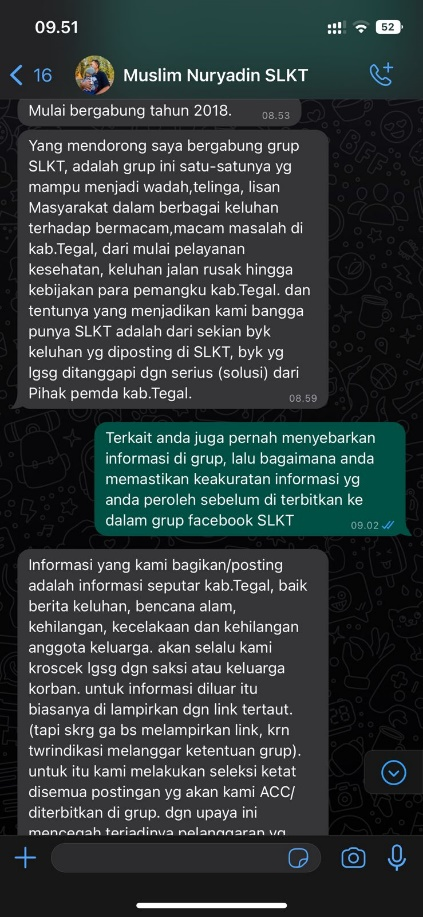 09.51
52
16
Muslim Nuryadin SLKT
Mulai bergabung tahun 2018.
08.53
Yang mendorong saya bergabung grup
SLKT, adalah grup ini satu-satunya yg
mampu menjadi wadah,telinga, lisan
Masyarakat dalam berbagai keluhan
terhadap bermacam,macam masalah di
kab.Tegal, dari mulai pelayanan
kesehatan, keluhan jalan rusak hingga
kebijakan para pemangku kab.Tegal. dan
tentunya yang menjadikan kami bangga
punya SLKT adalah dari sekian byk
keluhan yg diposting di SLKT, byk yg
lgsg ditanggapi dgn serius (solusi) dari
Pihak pemda kab.Tegal.
08.59
Terkait anda juga pernah menyebarkan
informasi di grup, lalu bagaimana anda
memastikan keakuratan informasi yg
anda peroleh sebelum di terbitkan ke
dalam grup facebook SLKT
09.02
Informasi yang kami bagikan/posting
adalah informasi seputar kab.Tegal, baik
berita keluhan, bencana alam,
kehilangan, kecelakaan dan kehilangan
anggota keluarga. akan selalu kami
kroscek lgsg dgn saksi atau keluarga
korban. untuk informasi diluar itu
biasanya di lampirkan dgn link tertaut.
(tapi skrg ga bs melampirkan link, krn
twrindikasi melanggar ketentuan grup).
untuk itu kami melakukan seleksi ketat
disemua postingan yg akan kami ACC/
diterbitkan di grup. dgn upaya ini
mencegah terjadinya pelanggaran yg